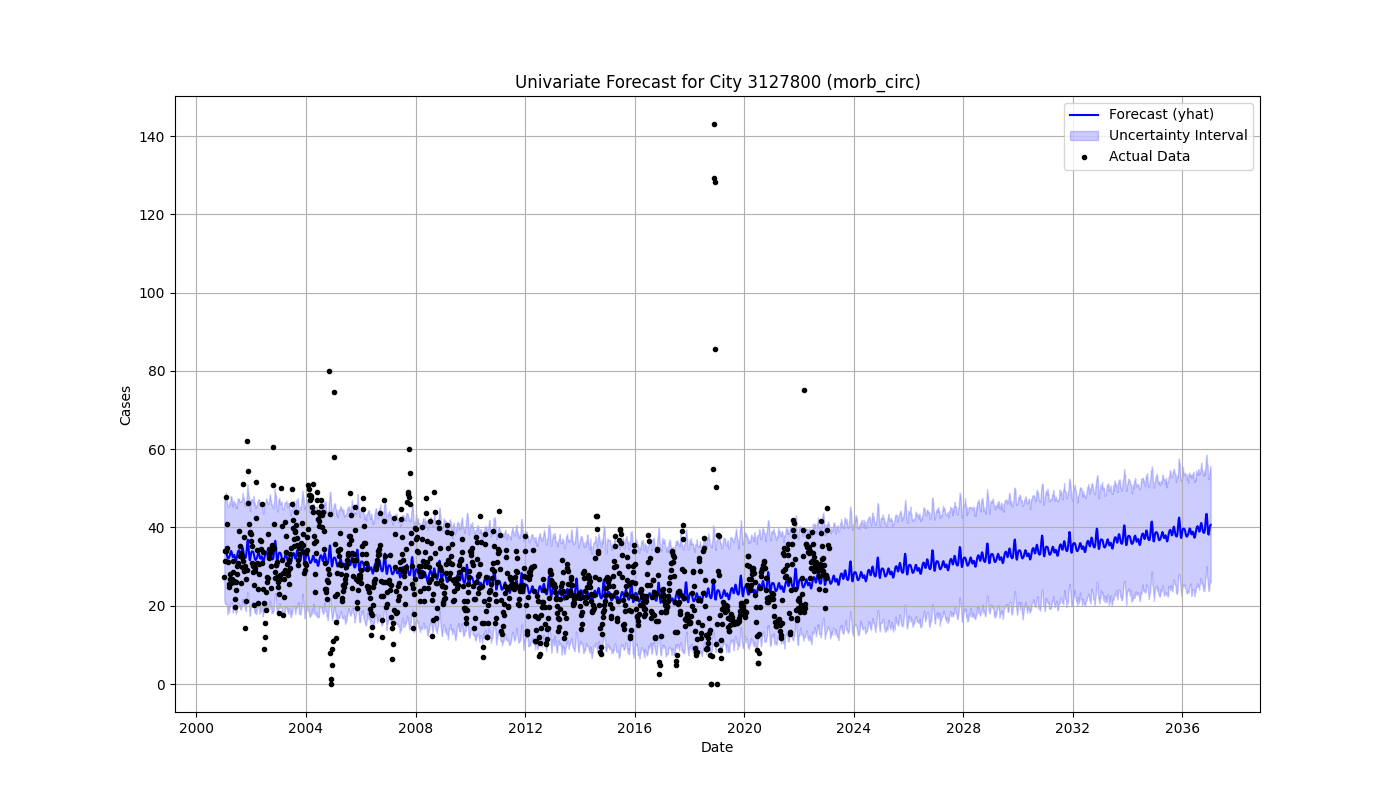 Univariate Forecast for City 3127800 (morb_circ)
Forecast (yhat)
Uncertainty Interval
Actual Data
140
120
100
80
60
40
20
0
Cases
2000 2004 2008 2012 2016 2020 2024 2028 2032 2036
Date